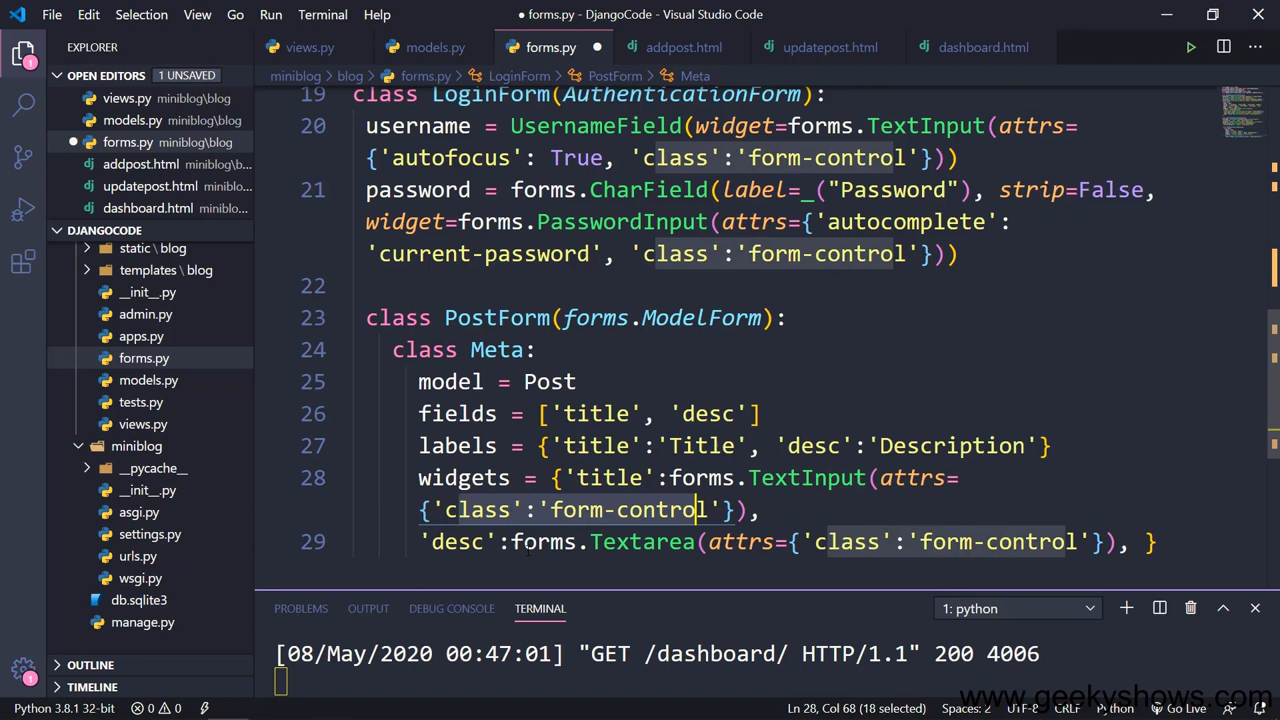 File Edit Selection View Go Run Terminal Help
● forms.py - DjangoCode - Visual Studio Code
EXPLORER
views.py models.py forms.py addpost.html updatepost.html dashboard.html
OPEN EDITORS 1 UNSAVED
miniblog > blog > forms.py > LoginForm > PostForm > Meta
views.py miniblog\blog
models.py miniblog\blog
forms.py miniblog\blog
addpost.html miniblog...
updatepost.html mini...
dashboard.html miniblo...
DJANGOCODE
static \ blog
templates \ blog
__init__.py
admin.py
apps.py
forms.py
models.py
tests.py
views.py
miniblog
__pycache__
__init__.py
asgi.py
settings.py
urls.py
wsgi.py
db.sqlite3
manage.py
OUTLINE
TIMELINE
19 class LoginForm(AuthenticationForm):
20 username = UsernameField(widget=forms.TextInput(attrs=
{'autofocus': True, 'class':'form-control'}))
21 password = forms.CharField(label=_("Password"), strip=False,
widget=forms.PasswordInput(attrs={'autocomplete':
'current-password', 'class':'form-control'}))
22
23 class PostForm(forms.ModelForm):
24 class Meta:
25 model = Post
26 fields = ['title', 'desc']
27 labels = {'title':'Title', 'desc':'Description'}
28 widgets = {'title':forms.TextInput(attrs=
{'class':'form-control'}),
29 'desc':forms.Textarea(attrs={'class':'form-control'}), }
PROBLEMS OUTPUT DEBUG CONSOLE TERMINAL 1: python
[08/May/2020 00:47:01] "GET /dashboard/ HTTP/1.1" 200 4006
www.geekyshows.com
Python 3.8.1 32-bit 0 0 Ln 28, Col 68 (18 selected) Spaces: 2 UTF-8 CRLF Python Go Live
1
1